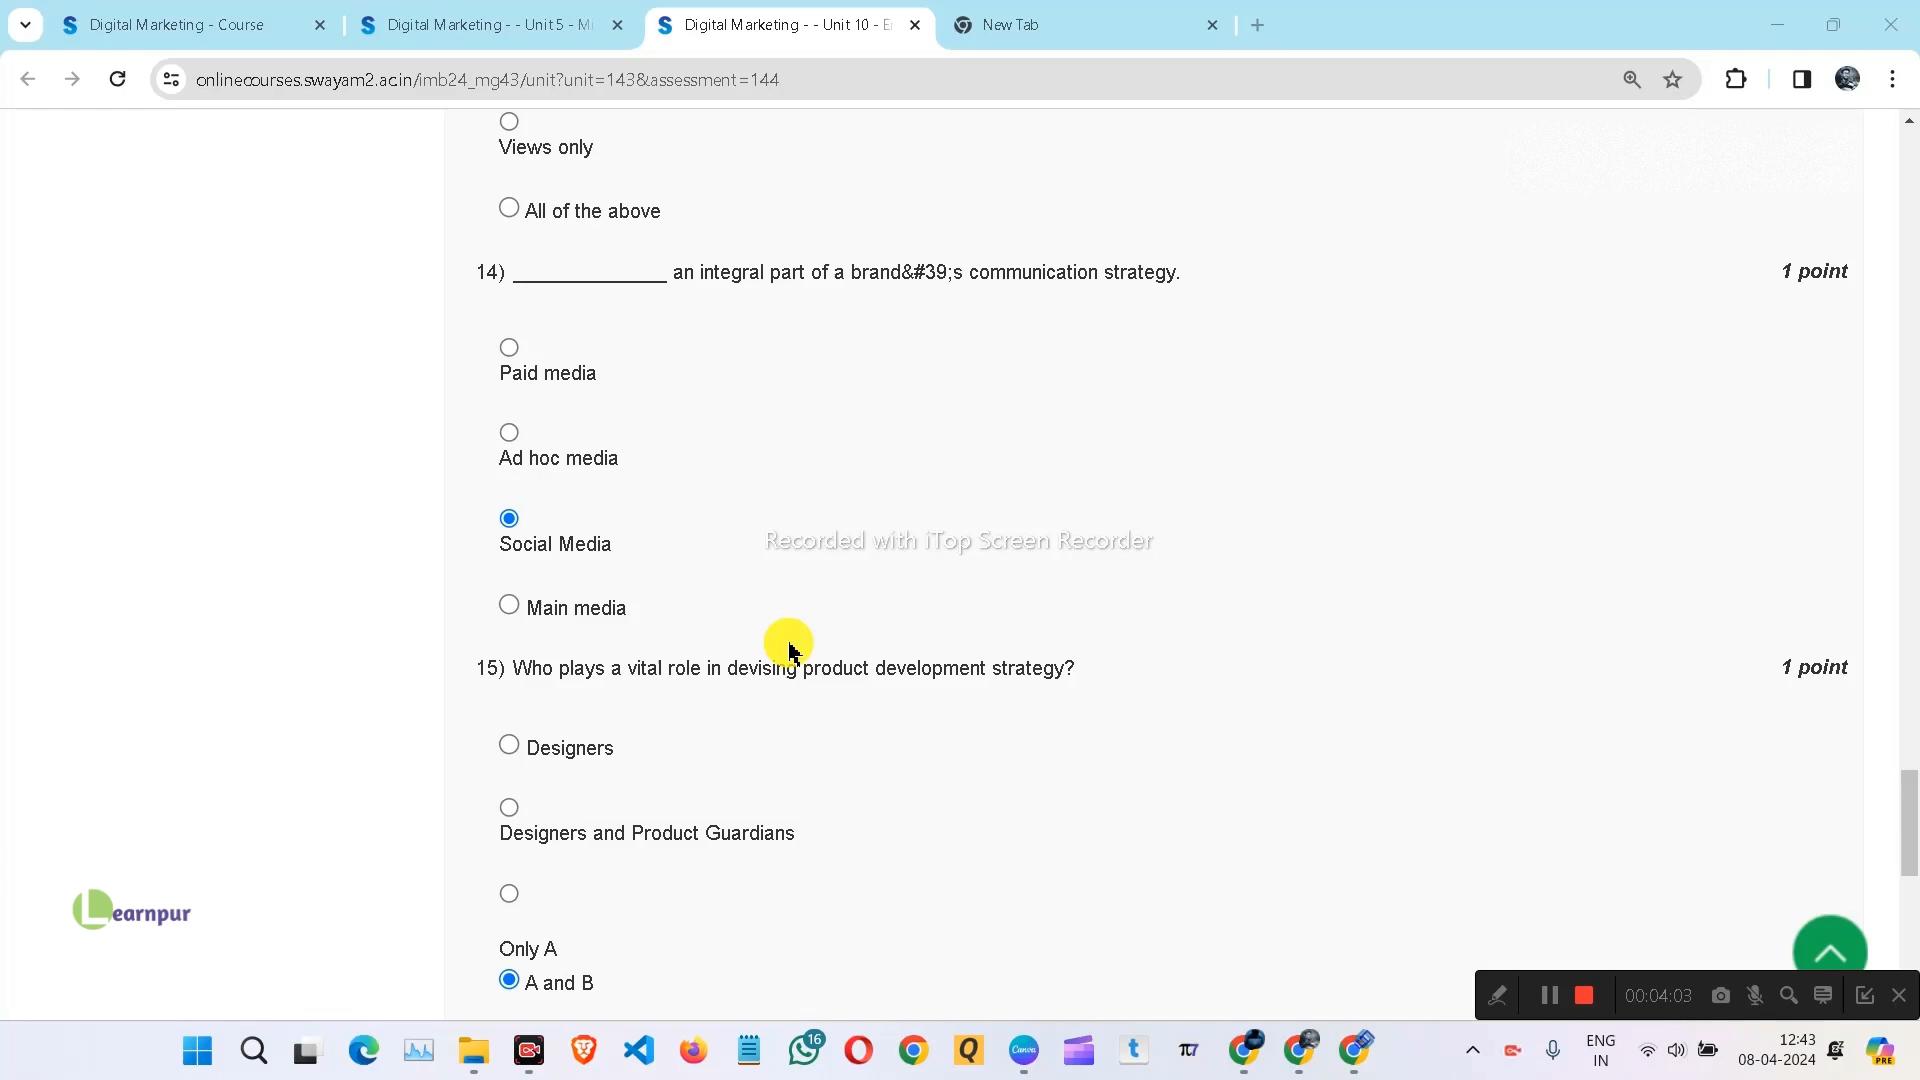 Digital Marketing - Course
Digital Marketing - - Unit 5 - Mi
Digital Marketing - - Unit 10 - E
New Tab
onlinecourses.swayam2.ac.in/imb24_mg43/unit?unit=143&assessment=144
Views only
All of the above
14) ______________ an integral part of a brand&#39;s communication strategy.
1 point
Paid media
Ad hoc media
Social Media
Recorded with iTop Screen Recorder
Main media
15) Who plays a vital role in devising product development strategy?
1 point
Designers
Designers and Product Guardians
Only A
A and B
Learnpur
00:04:03
16
Canva
ENG
IN
12:43
08-04-2024
PRE